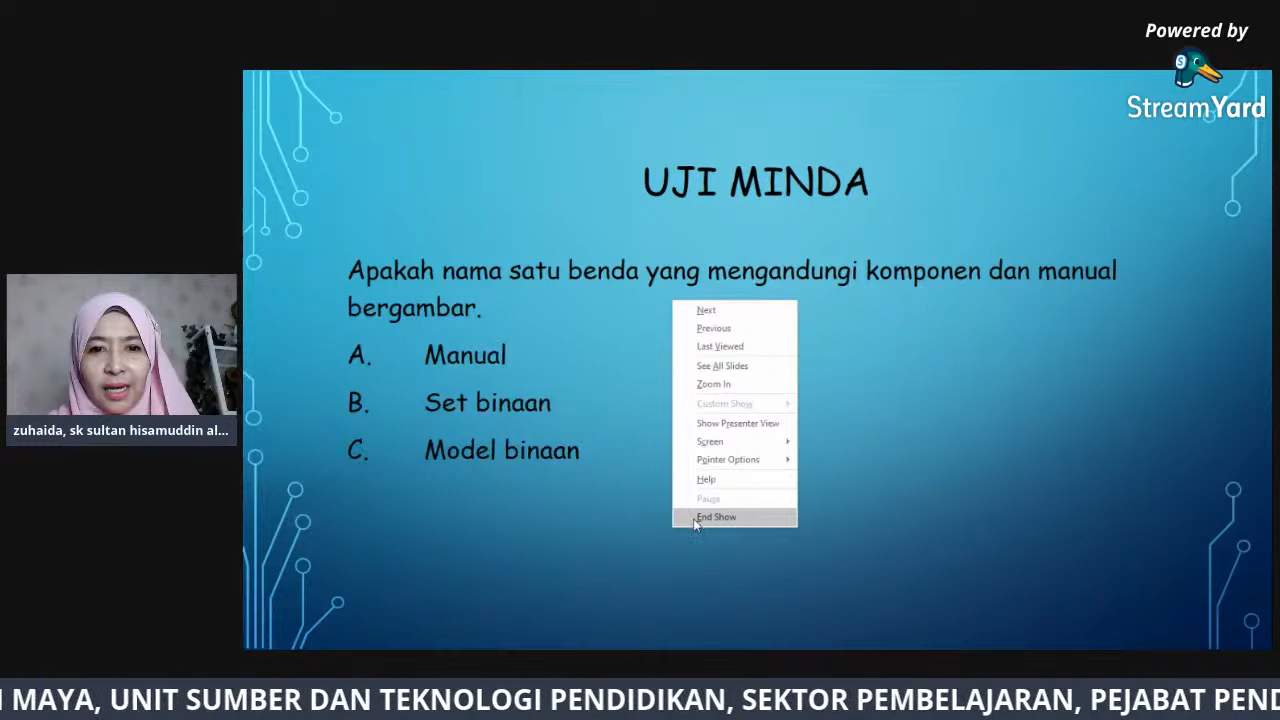 Powered by
StreamYard
UJI MINDA
Apakah nama satu benda yang mengandungi komponen dan manual
bergambar.
A. Manual
B. Set binaan
C. Model binaan
Next
Previous
Last Viewed
See All Slides
Zoom In
Custom Show
Show Presenter View
Screen
Pointer Options
Help
Pause
End Show
zuhaida, sk sultan hisamuddin al...
MAYA, UNIT SUMBER DAN TEKNOLOGI PENDIDIKAN, SEKTOR PEMBELAJARAN, PEJABAT PEND